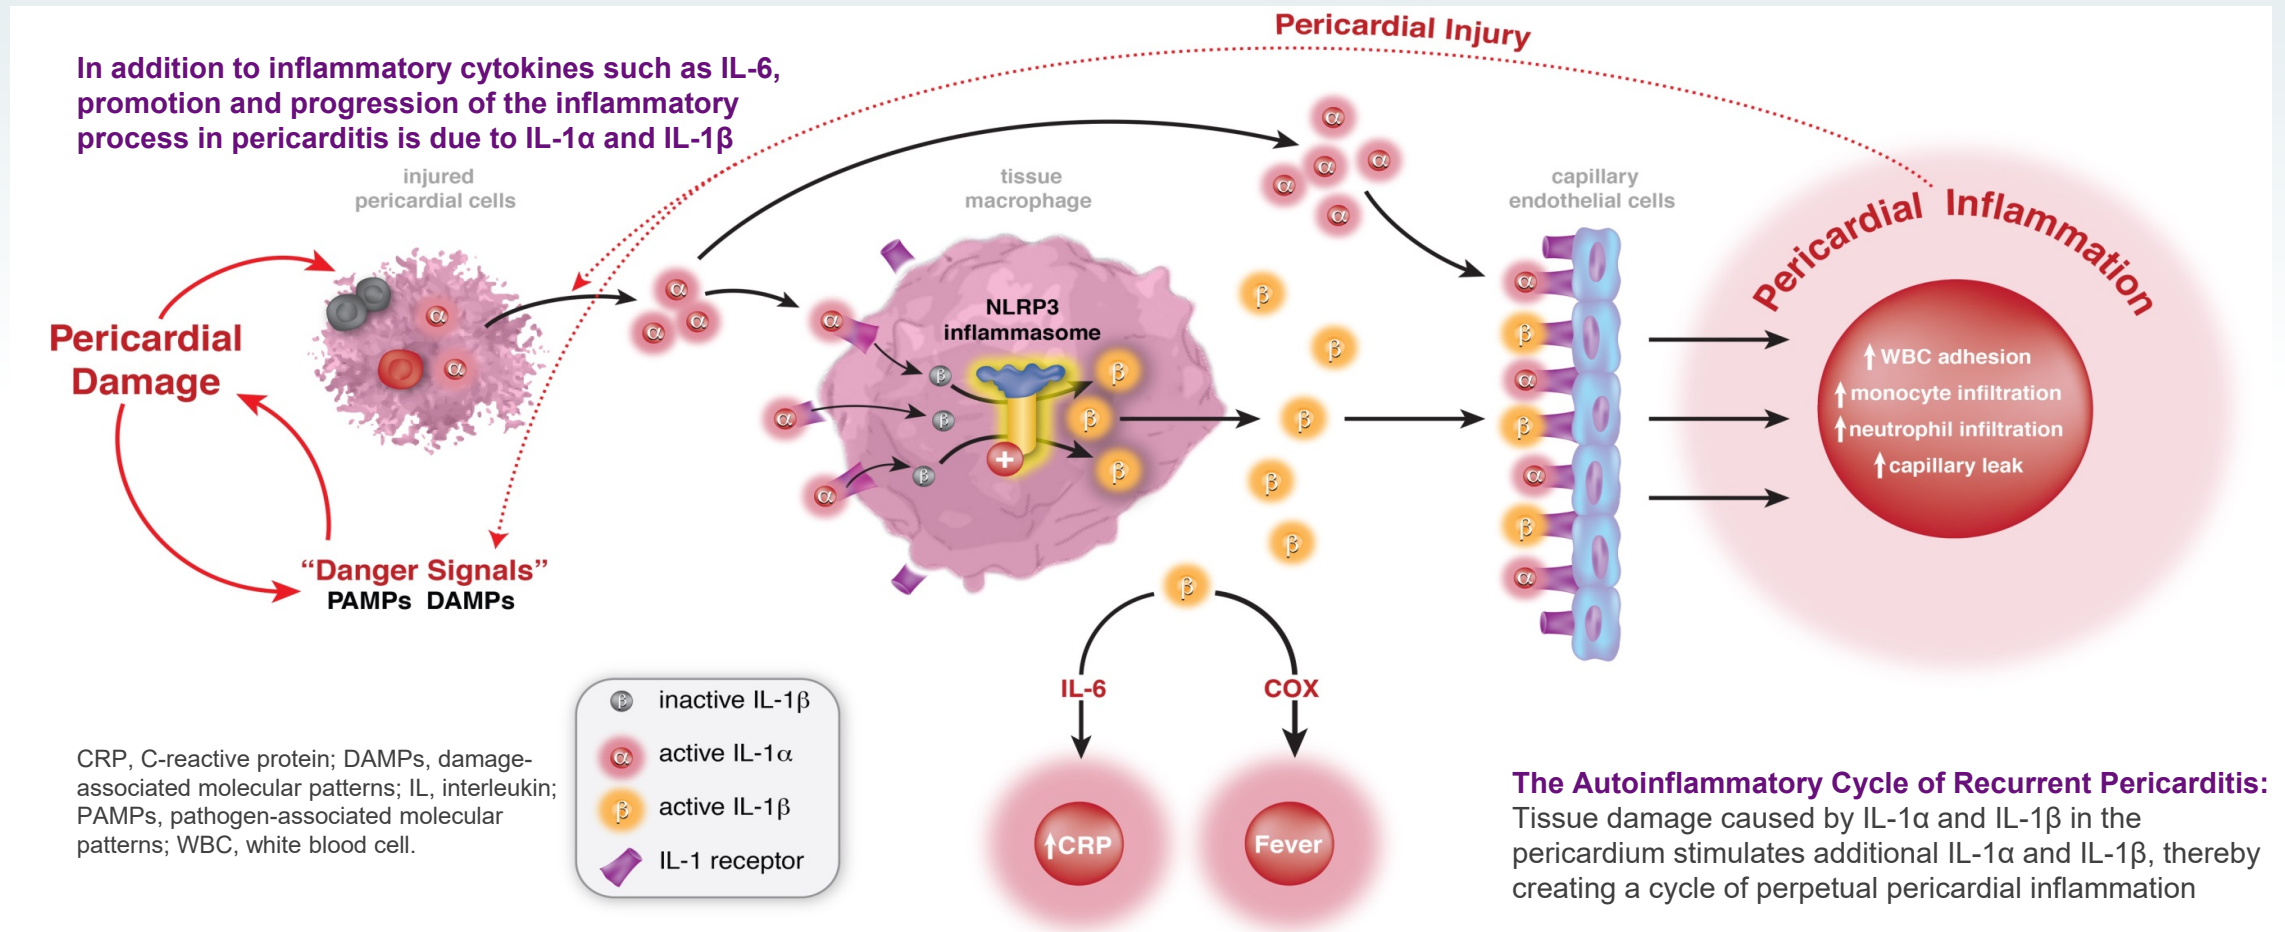 Pericardial Injury
In addition to inflammatory cytokines such as IL-6,
promotion and progression of the inflammatory
process in pericarditis is due to IL-1α and IL-1β
injured
pericardial cells
tissue
macrophage
capillary
endothelial cells
Pericardial Inflammation
Pericardial
Damage
α
α
α
α
α
α
α
α
α
α
NLRP3
inflammasome
α
α
α
β
β
β
+
β
β
β
β
β
β
β
β
β
α
β
α
β
α
β
α
WBC adhesion
monocyte infiltration
neutrophil infiltration
capillary leak
“Danger Signals”
PAMPs DAMPs
IL-6
COX
CRP
Fever
β inactive IL-1β
α active IL-1α
β active IL-1β
IL-1 receptor
CRP, C-reactive protein; DAMPs, damage-
associated molecular patterns; IL, interleukin;
PAMPs, pathogen-associated molecular
patterns; WBC, white blood cell.
The Autoinflammatory Cycle of Recurrent Pericarditis:
Tissue damage caused by IL-1α and IL-1β in the
pericardium stimulates additional IL-1α and IL-1β, thereby
creating a cycle of perpetual pericardial inflammation